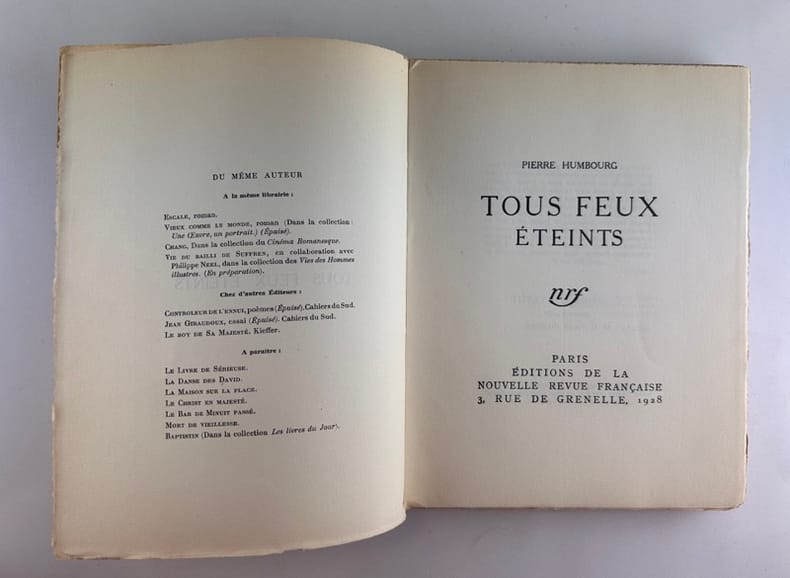 DU MÊME AUTEUR
A la même librairie :
ESCALE, roman.
VIEUX COMME LE MONDE, roman (Dans la collection :
Une Œuvre, un portrait.) (Épuisé).
CHANG, Dans la collection du Cinéma Romanesque.
VIE DU BAILLI DE SUFFREN, en collaboration avec
Philippe NEEL, dans la collection des Vies des Hommes
illustres. (En préparation).
Chez d'autres Éditeurs :
CONTROLEUR DE L'ENNUI, poèmes (Épuisé). Cahiers du Sud.
JEAN GIRAUDOUX, essai (Épuisé). Cahiers du Sud.
LE BOY DE SA MAJESTÉ. Kieffer.
A paraître :
LE LIVRE DE SÉRIEUSE.
LA DANSE DES DAVID.
LA MAISON SUR LA PLACE.
LE CHRIST EN MAJESTÉ.
LE BAR DE MINUIT PASSÉ.
MORT DE VIEILLESSE.
BAPTISTIN (Dans la collection Les livres du Jour).
PIERRE HUMBOURG
TOUS FEUX
ÉTEINTS
nrf
PARIS
ÉDITIONS DE LA
NOUVELLE REVUE FRANÇAISE
3, RUE DE GRENELLE, 1928